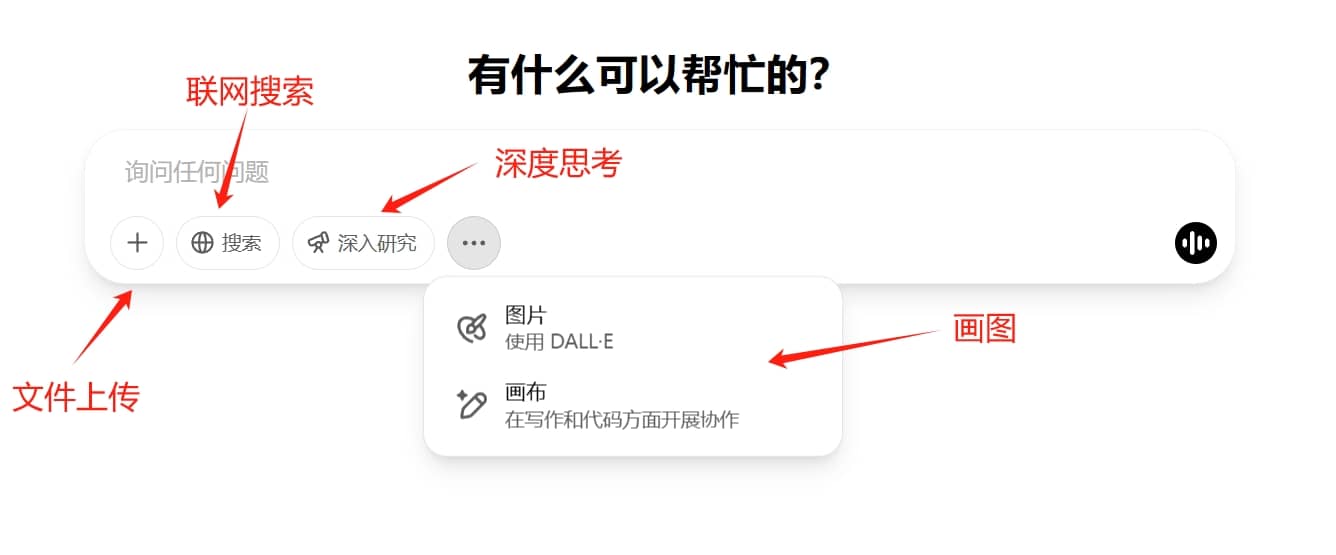 有什么可以帮忙的？
联网搜索
询问任何问题
深度思考
搜索
深入研究
文件上传
图片
使用 DALL·E
画图
画布
在写作和代码方面开展协作